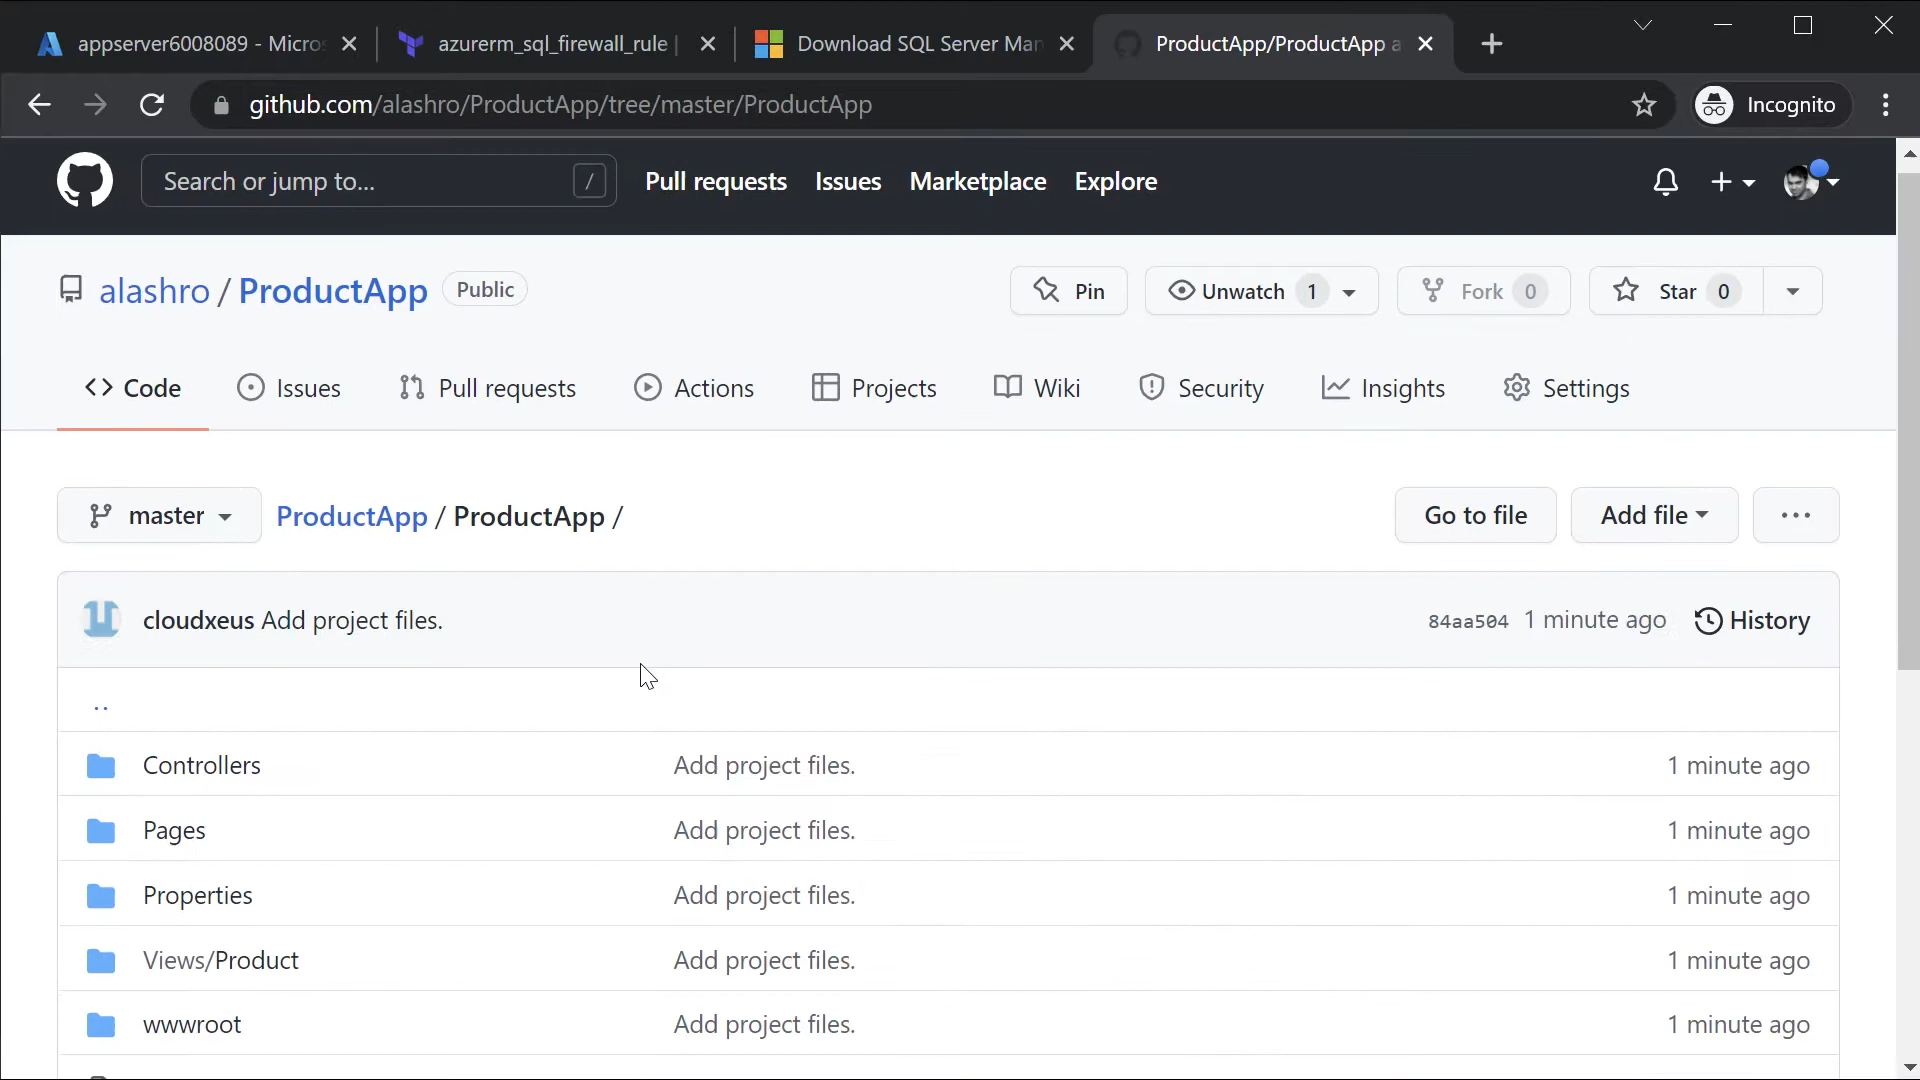 appserver6008089 - Micros
azurerm_sql_firewall_rule |
Download SQL Server Man
ProductApp/ProductApp a
github.com/alashro/ProductApp/tree/master/ProductApp
Incognito
Search or jump to...
/
Pull requests
Issues
Marketplace
Explore
alashro / ProductApp
Public
Pin
Unwatch 1
Fork 0
Star 0
Code
Issues
Pull requests
Actions
Projects
Wiki
Security
Insights
Settings
master
ProductApp / ProductApp /
Go to file
Add file
...
cloudxeus Add project files.
84aa504 1 minute ago
History
..
Controllers Add project files. 1 minute ago
Pages Add project files. 1 minute ago
Properties Add project files. 1 minute ago
Views/Product Add project files. 1 minute ago
wwwroot Add project files. 1 minute ago